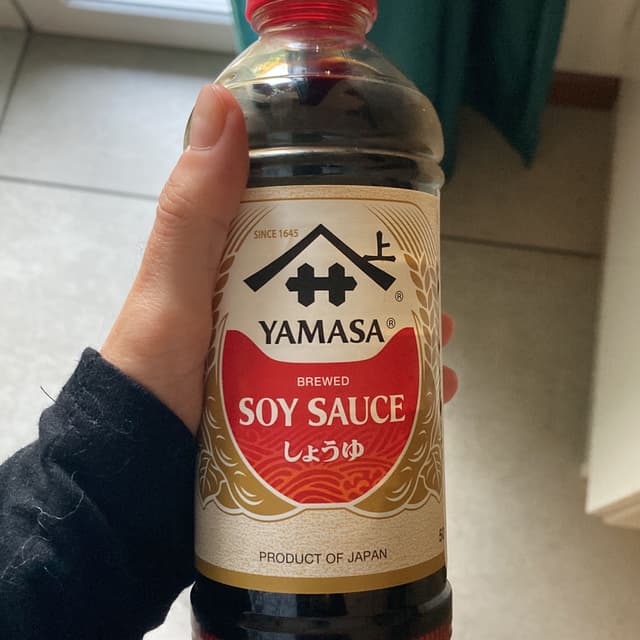 SINCE 1645
上
®
YAMASA®
BREWED
SOY SAUCE
しょうゆ
PRODUCT OF JAPAN